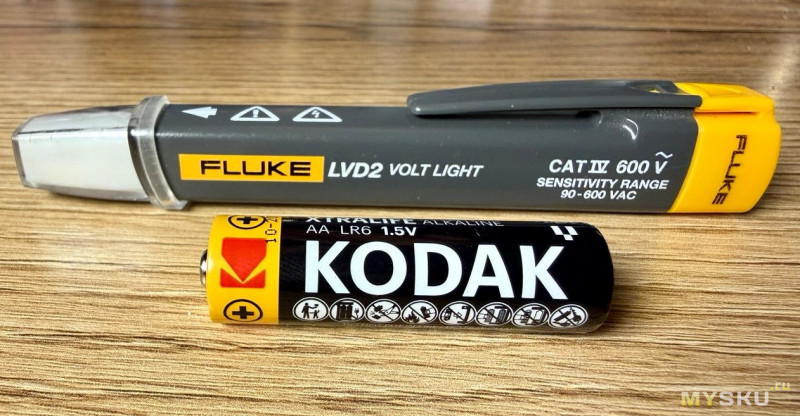 FLUKE LVD2 VOLT LIGHT
CAT IV 600 V~
SENSITIVITY RANGE
90-600 VAC
FLUKE
XTRALIFE ALKALINE
AA LR6 1.5V
KODAK
MYSKU.ru